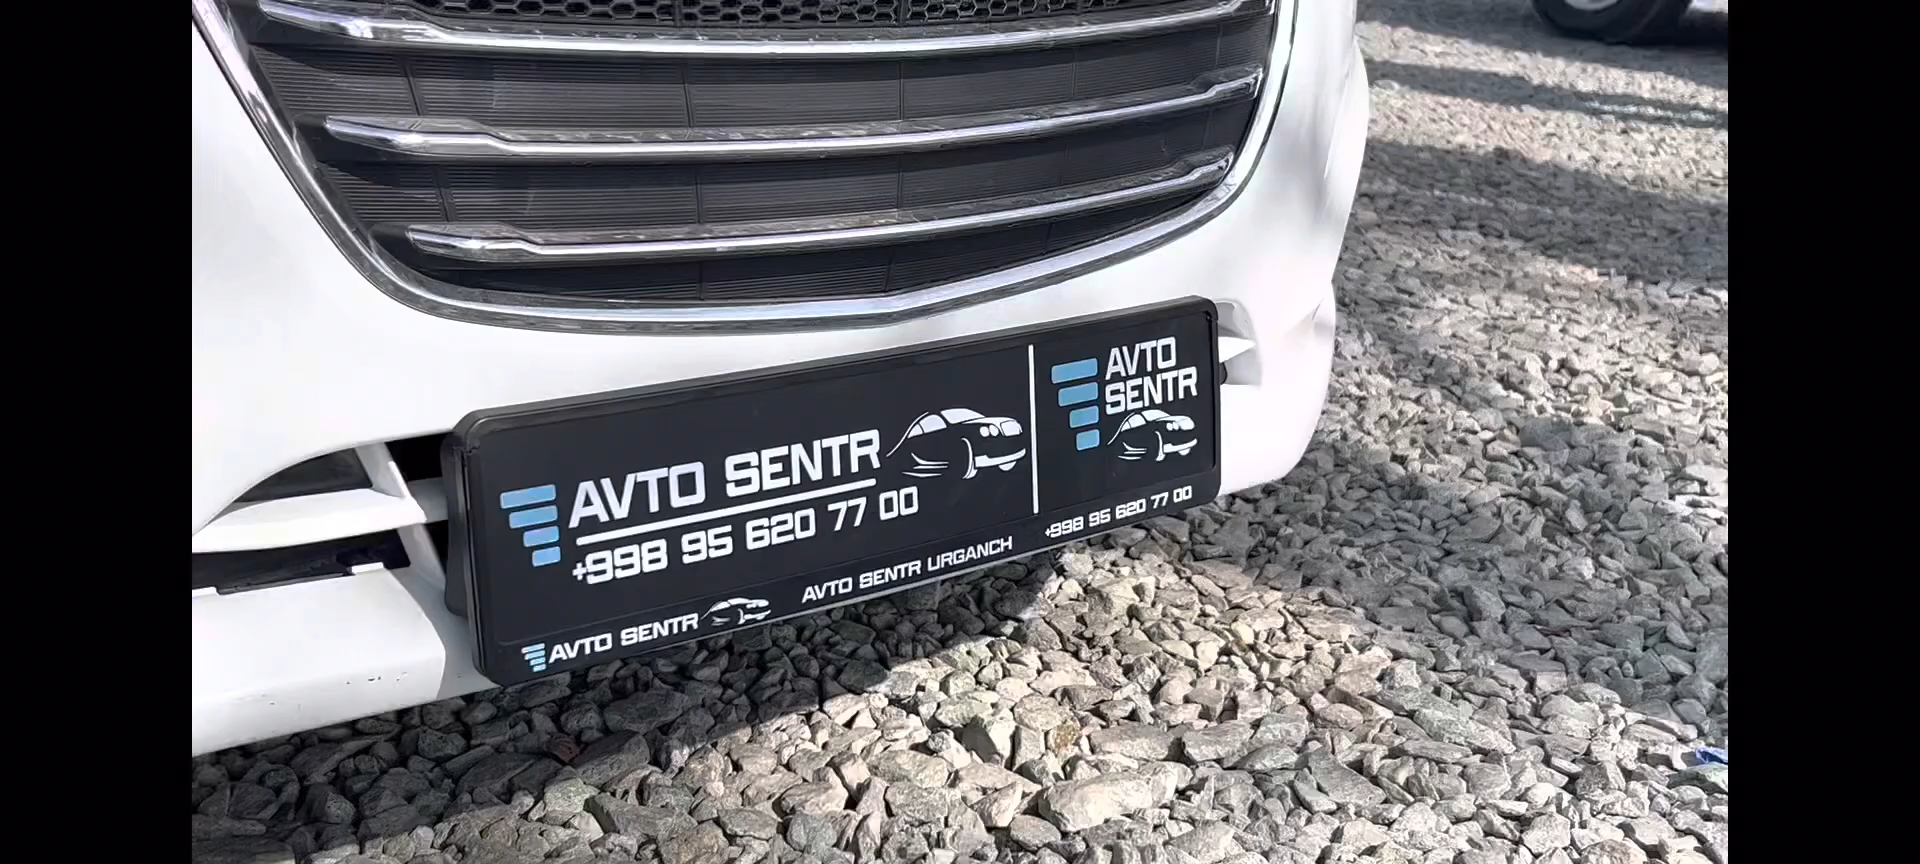 AVTO SENTR
+998 95 620 77 00
AVTO
SENTR
+998 95 620 77 00
AVTO SENTR
AVTO SENTR URGANCH